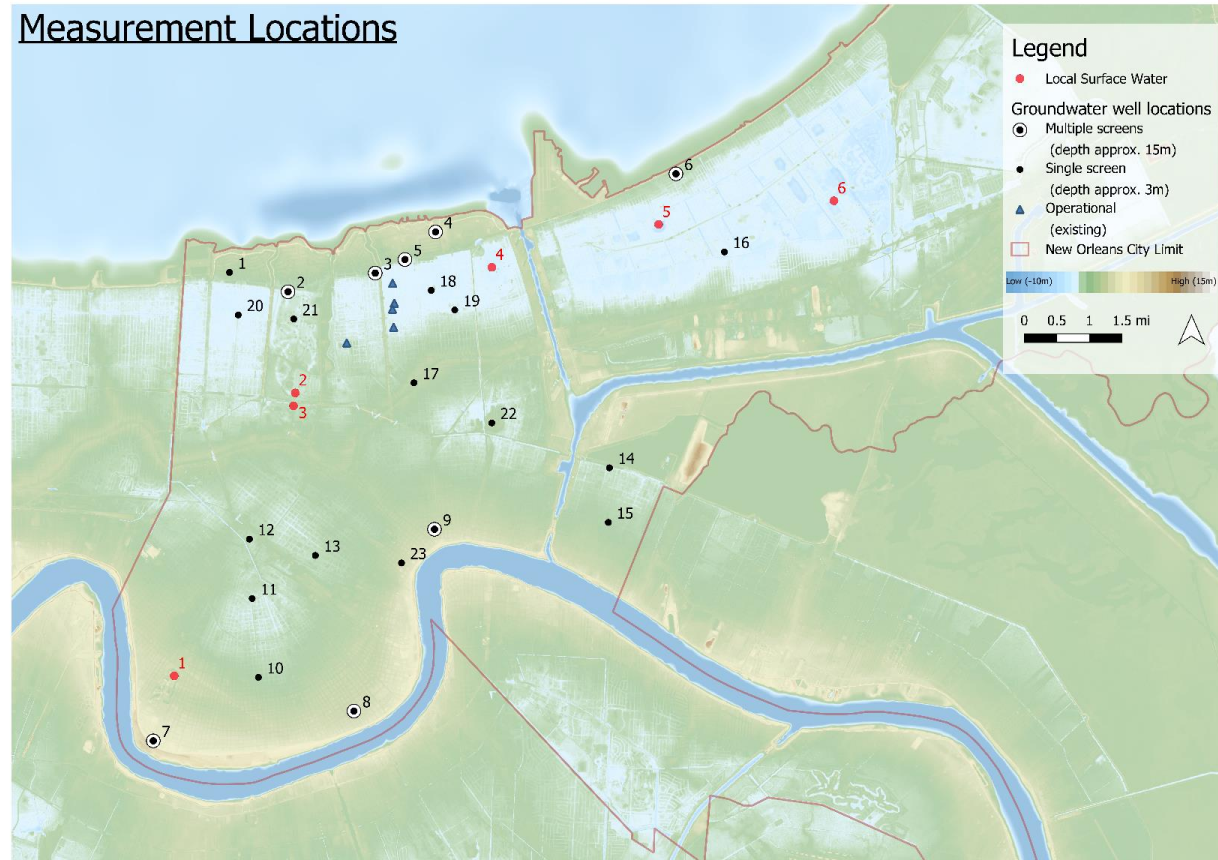 Measurement Locations
Legend
Local Surface Water
Groundwater well locations
Multiple screens
(depth approx. 15m)
Single screen
(depth approx. 3m)
Operational
(existing)
New Orleans City Limit
Low (-10m) High (15m)
0 0.5 1 1.5 mi
6
6
5
4
16
5
3
4
1
2
18
20
21
19
17
2
3
22
14
15
9
12
13
23
11
1
10
8
7